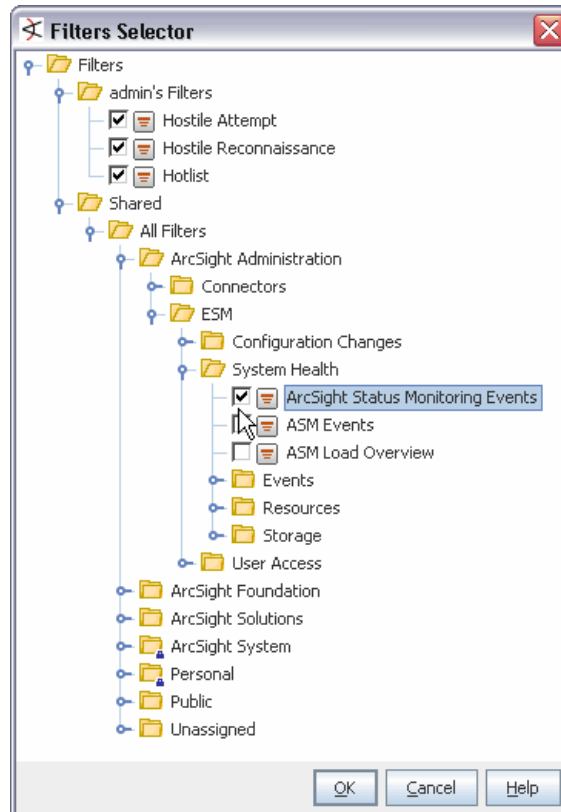 Filters Selector
Filters
admin's Filters
Hostile Attempt
Hostile Reconnaissance
Hotlist
Shared
All Filters
ArcSight Administration
Connectors
ESM
Configuration Changes
System Health
ArcSight Status Monitoring Events
ASM Events
ASM Load Overview
Events
Resources
Storage
User Access
ArcSight Foundation
ArcSight Solutions
ArcSight System
Personal
Public
Unassigned
OK Cancel Help